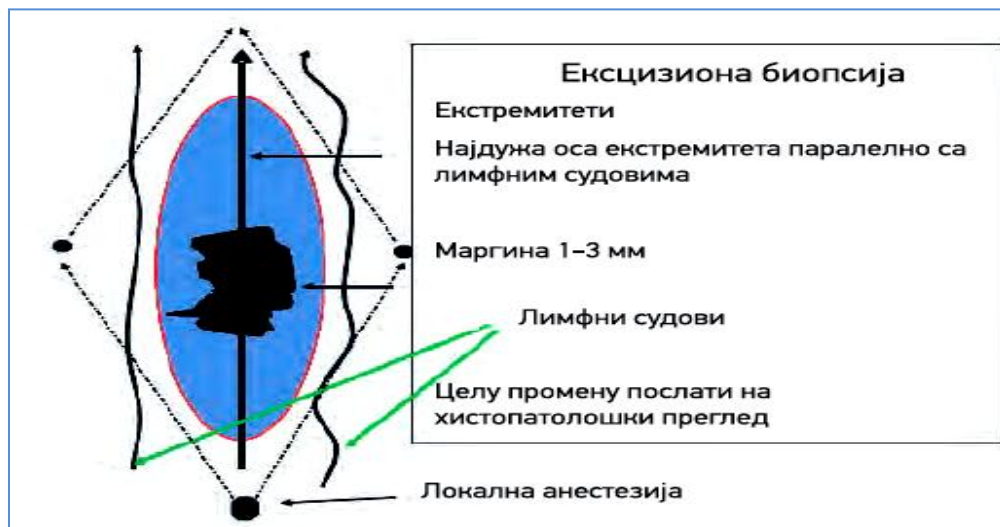 Ексцизиона биопсија
Екстремитети
Најдужа оса екстремитета паралелно са
лимфним судовима
Маргина 1–3 мм
Лимфни судови
Целу промену послати на
хистопатолошки преглед
Локална анестезија